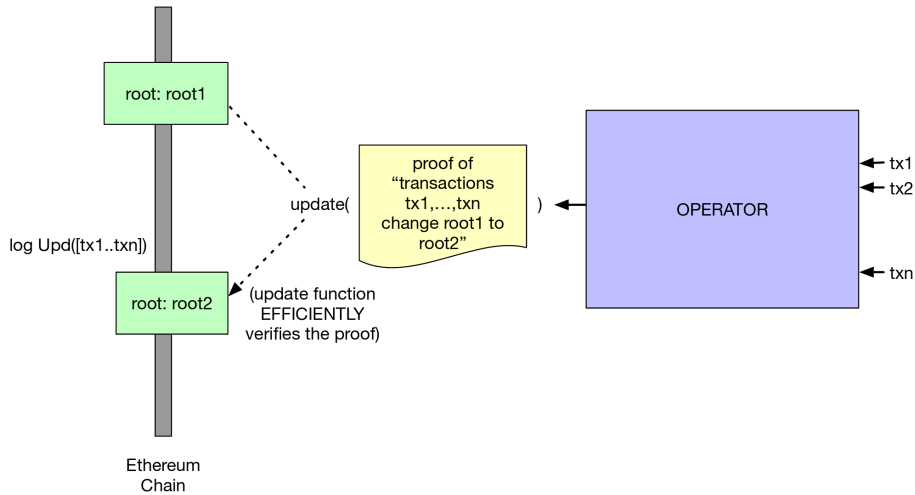 root: root1
proof of
“transactions
tx1,…,txn
change root1 to
root2”
update(
)
OPERATOR
tx1
tx2
txn
log Upd([tx1..txn])
root: root2
(update function
EFFICIENTLY
verifies the proof)
Ethereum
Chain